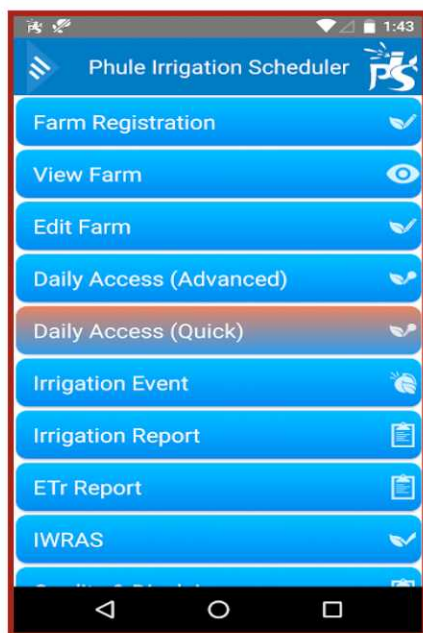 1:43
Phule Irrigation Scheduler
PIS
Farm Registration
View Farm
Edit Farm
Daily Access (Advanced)
Daily Access (Quick)
Irrigation Event
Irrigation Report
ETr Report
IWRAS